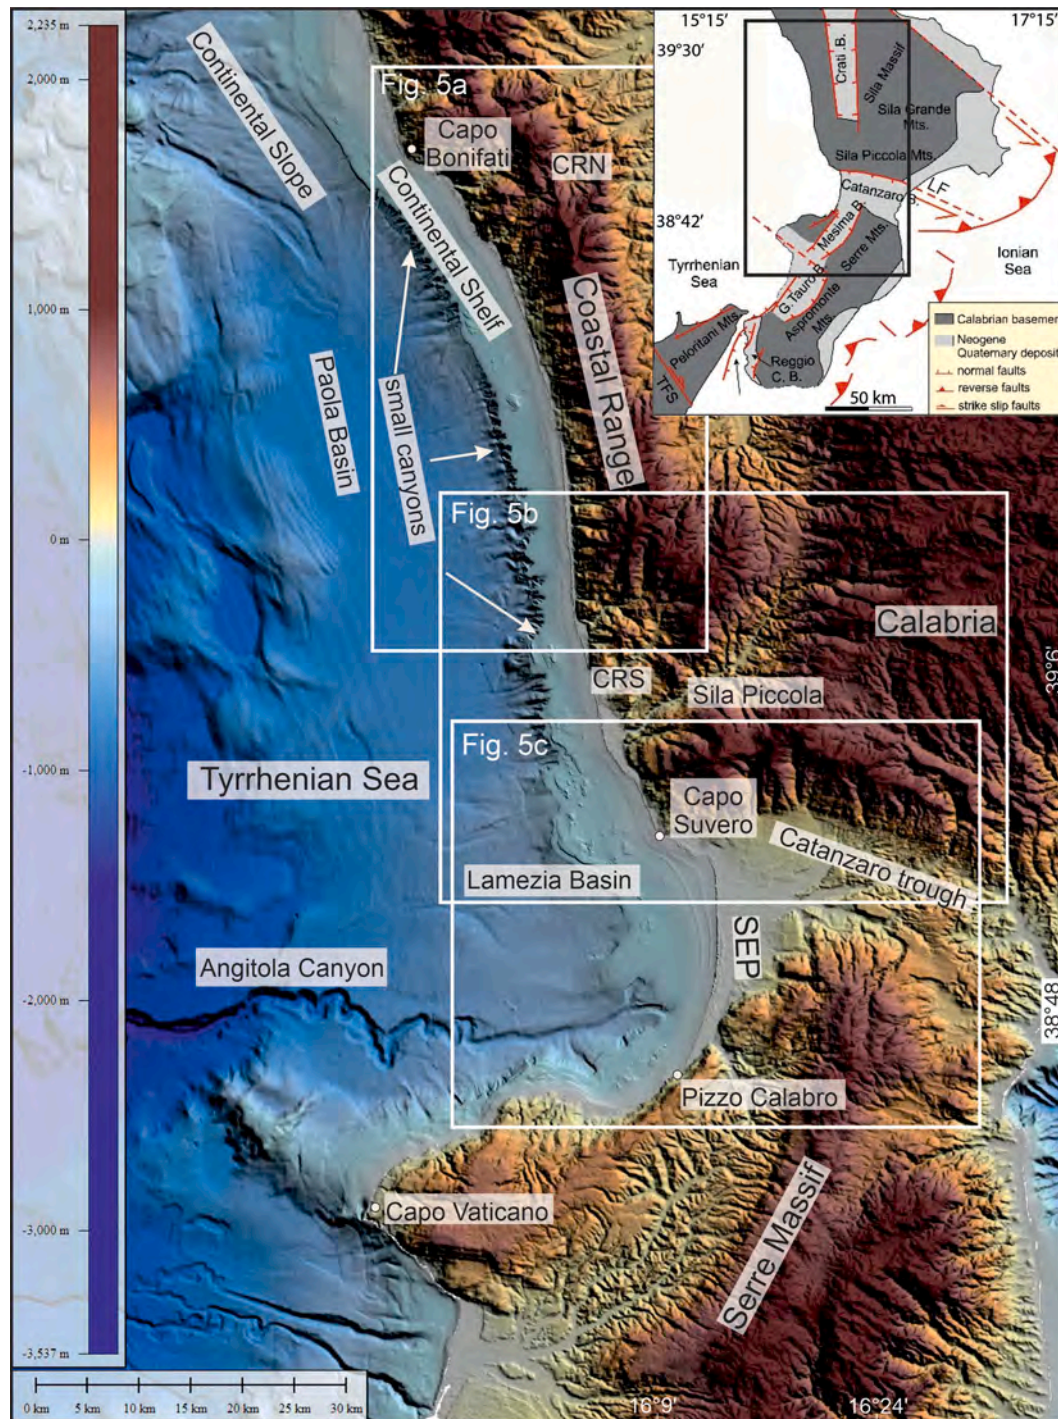 2,235 m
2,000 m
1,000 m
0 m
-1,000 m
-2,000 m
-3,000 m
-3,537 m
0 km
5 km
10 km
15 km
20 km
25 km
30 km
Continental Slope
Fig. 5a
Capo
Bonifati
CRN
Continental Shelf
Coastal Range
Paola Basin
small canyons
Fig. 5b
Calabria
39°6'
CRS
Sila Piccola
Fig. 5c
Tyrrhenian Sea
Capo
Suvero
Catanzaro trough
Lamezia Basin
SEP
Angitola Canyon
38°48'
Pizzo Calabro
Capo Vaticano
Serre Massif
16°9'
16°24'
15°15'
17°15'
39°30'
38°42'
Crati B.
Sila Massif
Sila Grande
Mts.
Sila Piccola Mts.
Catanzaro B.
LF
Mesima B.
Serre Mts.
Tyrrhenian
Sea
Ionian
Sea
G.Tauro B.
Aspromonte
Mts.
Peloritani Mts.
Reggio
C. B.
TFS
50 km
Calabrian basemen
Neogene
Quaternary deposit
normal faults
reverse faults
strike slip faults